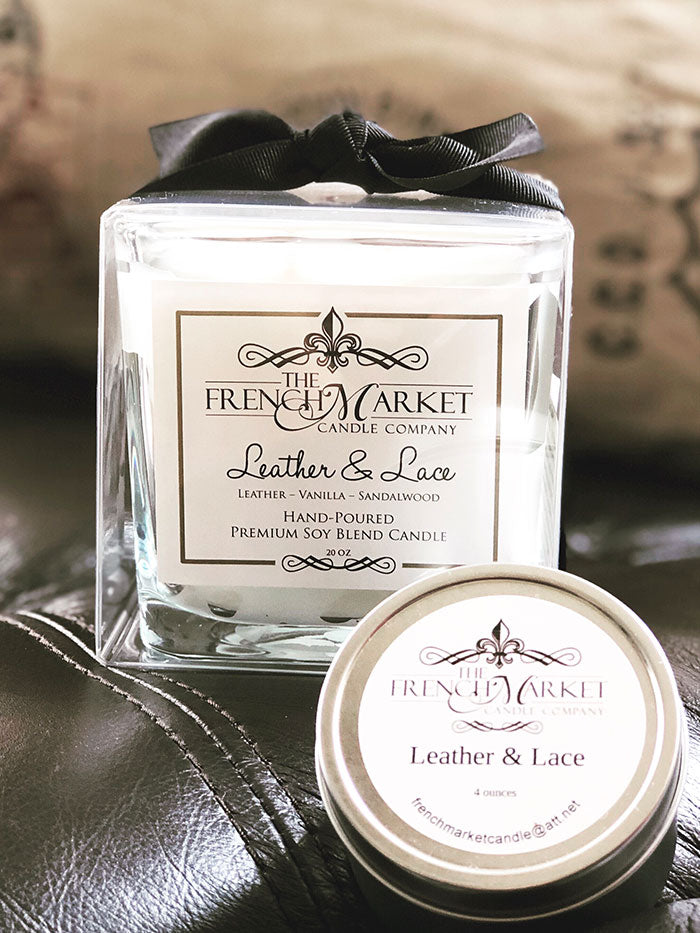 THE
FRENCH MARKET
CANDLE COMPANY
Leather & Lace
LEATHER – VANILLA – SANDALWOOD
HAND-POURED
PREMIUM SOY BLEND CANDLE
20 OZ
THE
FRENCH MARKET
CANDLE COMPANY
Leather & Lace
4 ounces
frenchmarketcandle@att.net